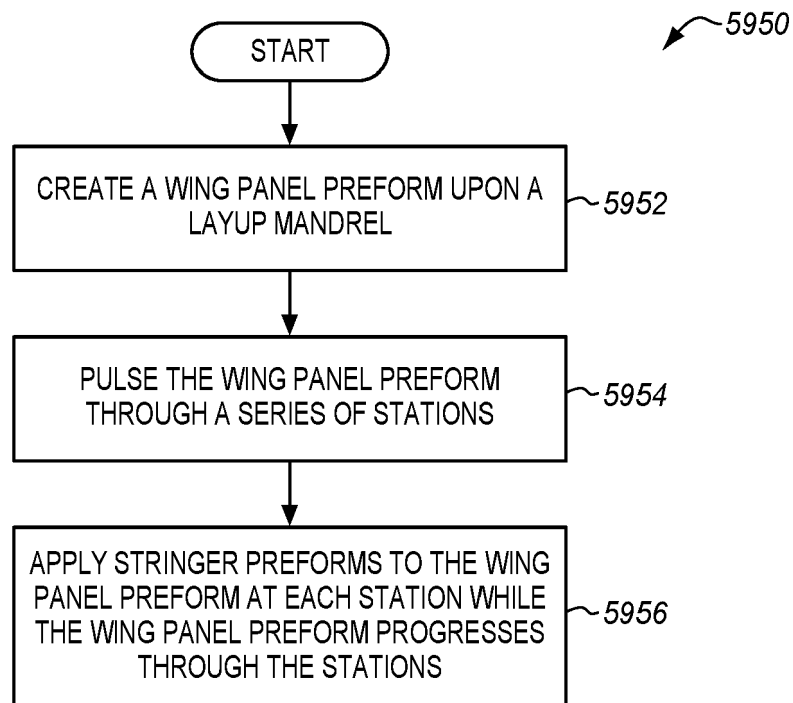 5950
START
CREATE A WING PANEL PREFORM UPON A
LAYUP MANDREL
5952
PULSE THE WING PANEL PREFORM
THROUGH A SERIES OF STATIONS
5954
APPLY STRINGER PREFORMS TO THE WING
PANEL PREFORM AT EACH STATION WHILE
THE WING PANEL PREFORM PROGRESSES
THROUGH THE STATIONS
5956